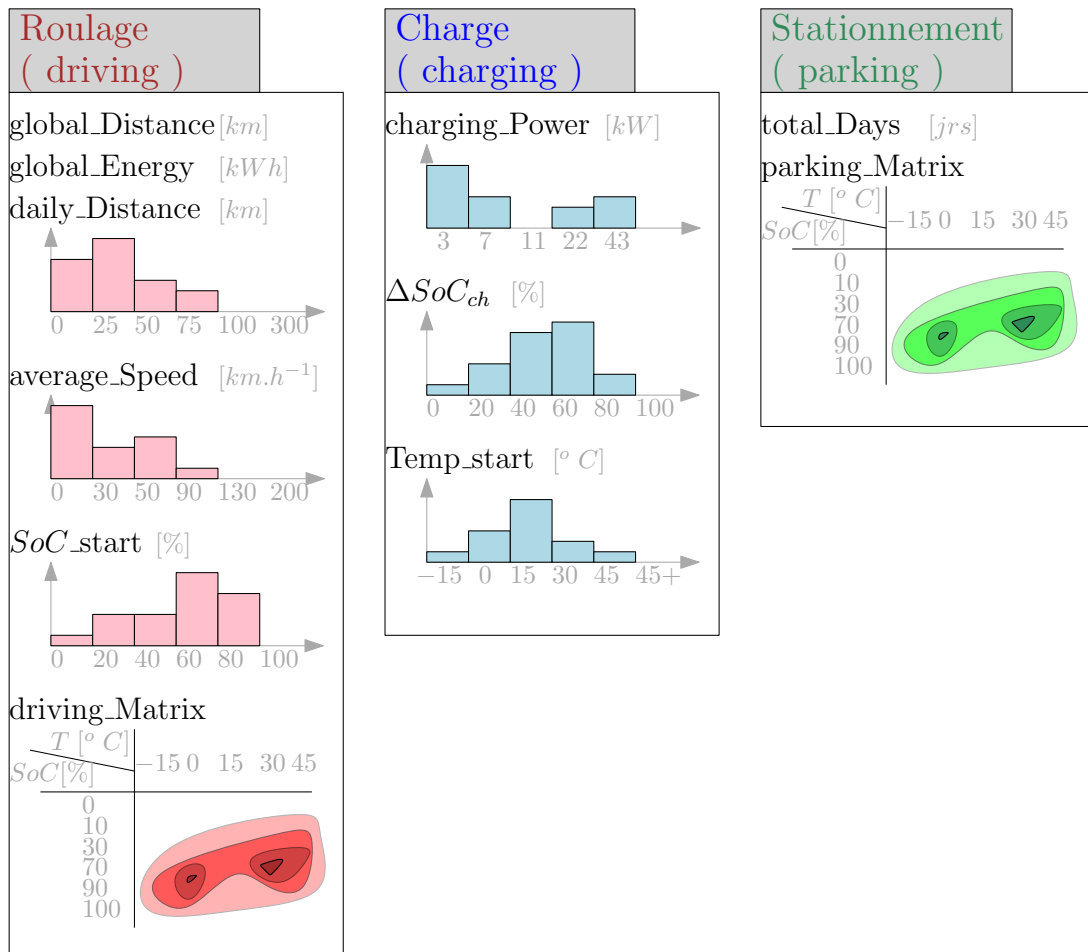 Roulage
( driving )
global_Distance [km]
global_Energy [kWh]
daily_Distance [km]
0 25 50 75 100 300
average_Speed [km.h⁻¹]
0 30 50 90 130 200
SoC_start [%]
0 20 40 60 80 100
driving_Matrix
T [° C]
SoC[%]
−15 0 15 30 45
0
10
30
70
90
100
Charge
( charging )
charging_Power [kW]
3 7 11 22 43
ΔSoC_ch [%]
0 20 40 60 80 100
Temp_start [° C]
−15 0 15 30 45 45+
Stationnement
( parking )
total_Days [jrs]
parking_Matrix
T [° C]
SoC[%]
−15 0 15 30 45
0
10
30
70
90
100